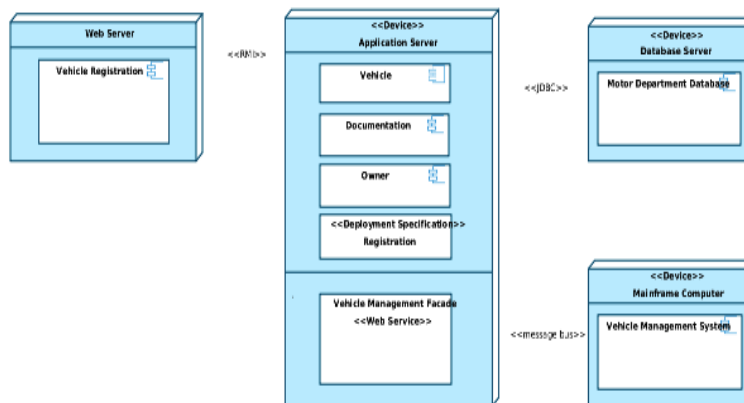 Web Server
Vehicle Registration
<<RMI>>
<<Device>>
Application Server
Vehicle
Documentation
Owner
<<Deployment Specification>>
Registration
Vehicle Management Facade
<<Web Service>>
<<JDBC>>
<<Device>>
Database Server
Motor Department Database
<<message bus>>
<<Device>>
Mainframe Computer
Vehicle Management System